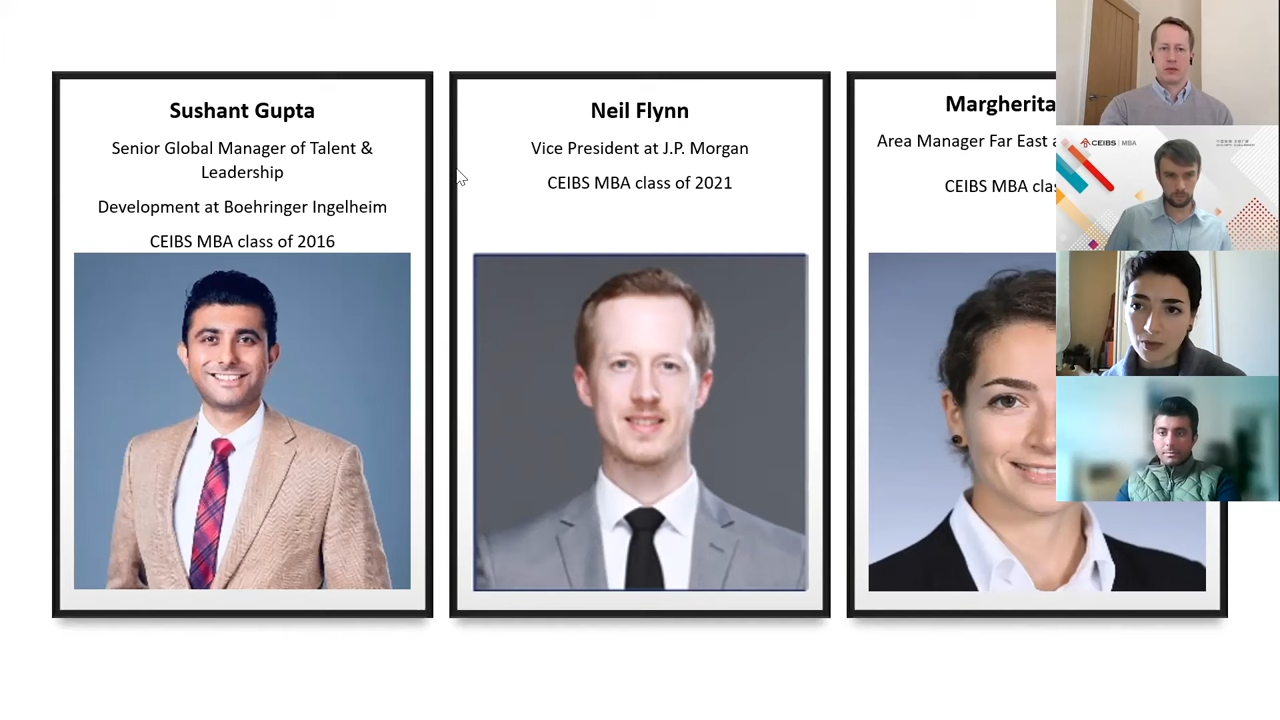 Sushant Gupta
Senior Global Manager of Talent &
Leadership
Development at Boehringer Ingelheim
CEIBS MBA class of 2016
Neil Flynn
Vice President at J.P. Morgan
CEIBS MBA class of 2021
Margherita
Area Manager Far East
CEIBS MBA
CEIBS MBA